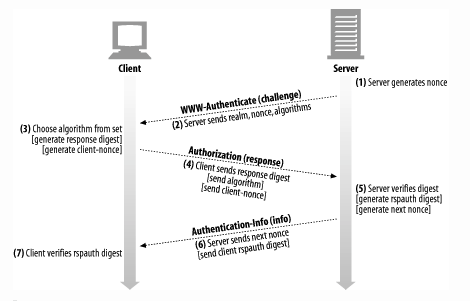 Client
Server
(1) Server generates nonce
WWW-Authenticate (challenge)
(2) Server sends realm, nonce, algorithms
(3) Choose algorithm from set
[generate response digest]
[generate client-nonce]
Authorization (response)
(4) Client sends response digest
[send algorithm]
[send client-nonce]
(5) Server verifies digest
[generate rspauth digest]
[generate next nonce]
Authentication-Info (info)
(6) Server sends next nonce
[send client rspauth digest]
(7) Client verifies rspauth digest